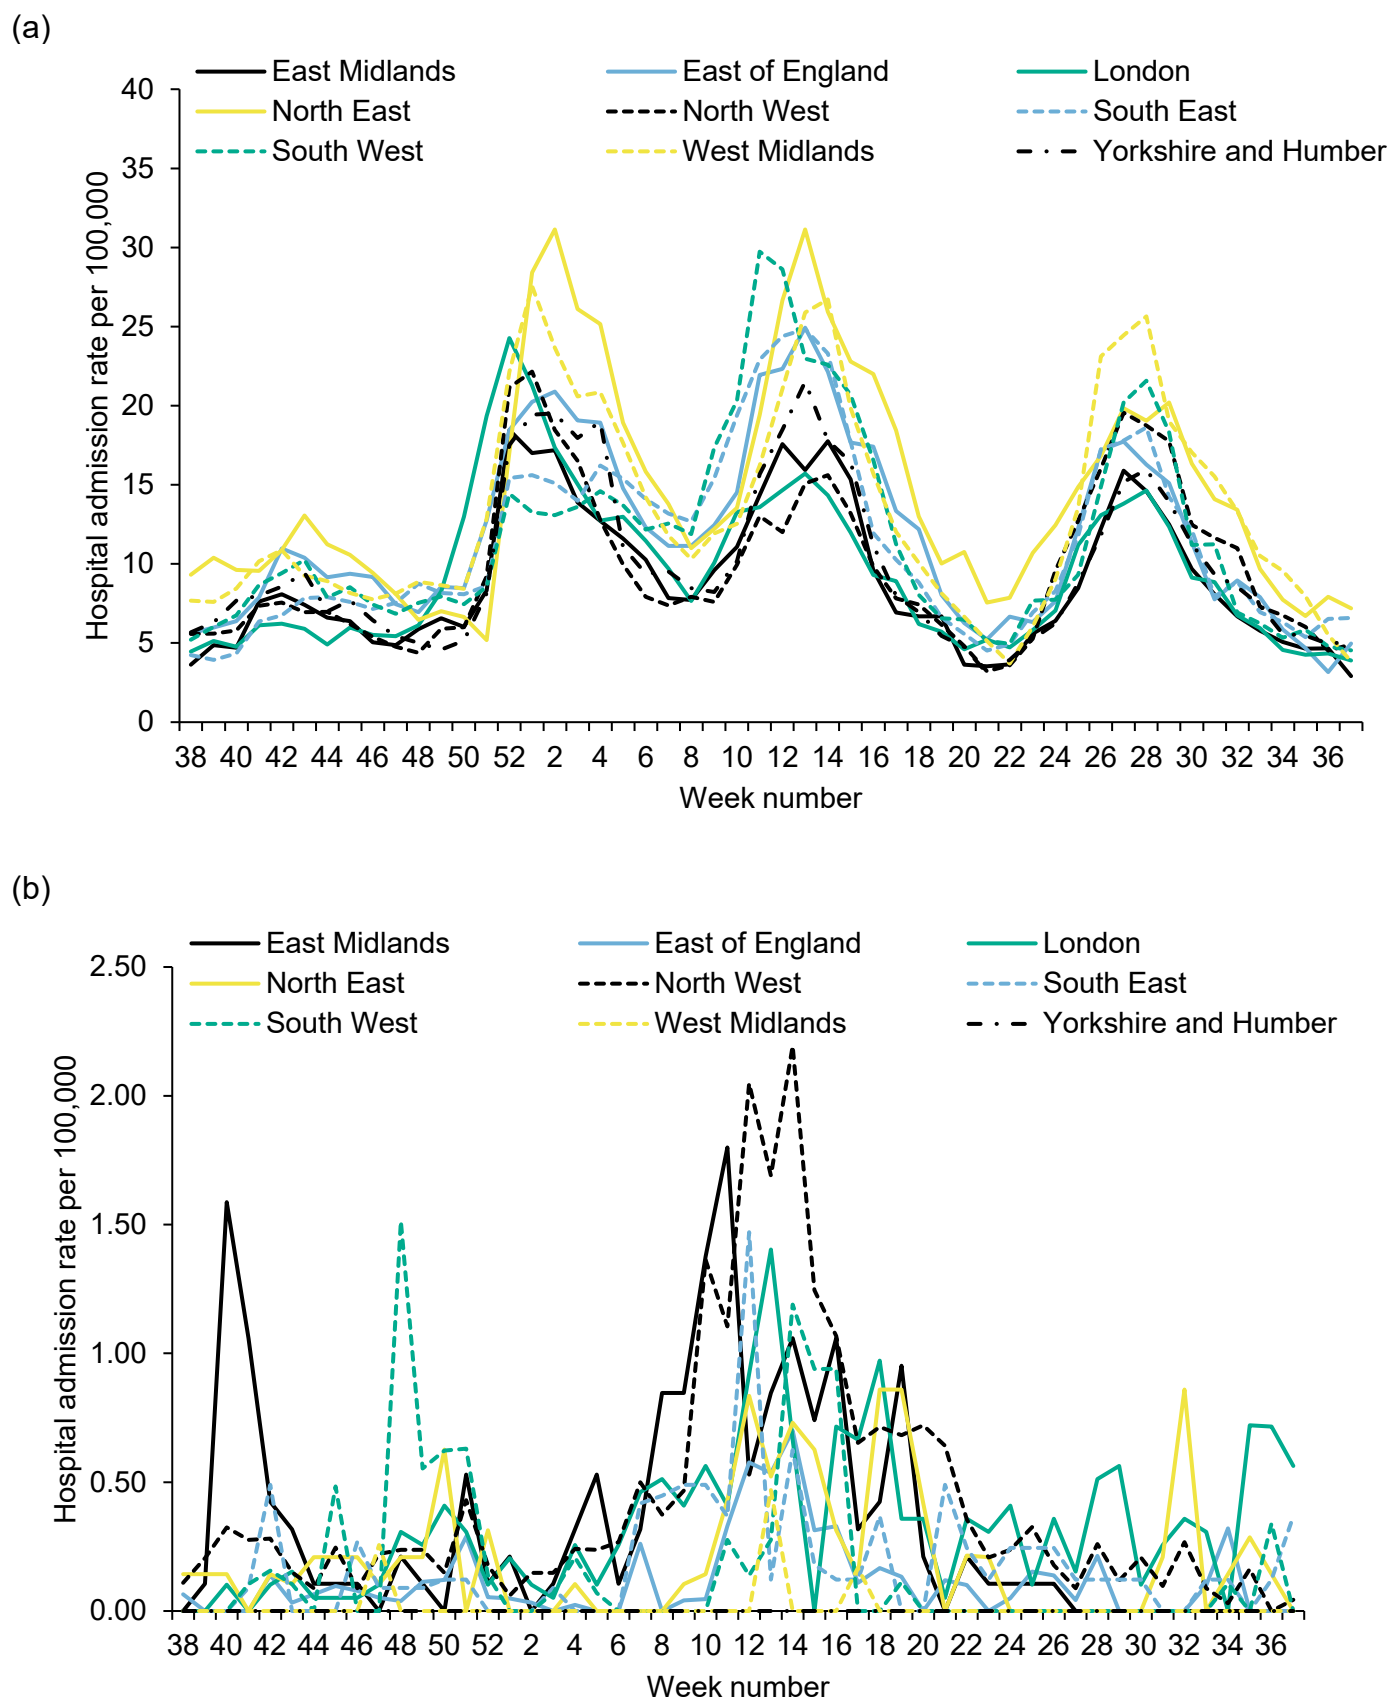 (a)
East Midlands East of England London
North East North West South East
South West West Midlands Yorkshire and Humber
40
35
30
25
20
15
10
5
0
Hospital admission rate per 100,000
38 40 42 44 46 48 50 52 2 4 6 8 10 12 14 16 18 20 22 24 26 28 30 32 34 36
Week number
(b)
East Midlands East of England London
North East North West South East
South West West Midlands Yorkshire and Humber
2.50
2.00
1.50
1.00
0.50
0.00
Hospital admission rate per 100,000
38 40 42 44 46 48 50 52 2 4 6 8 10 12 14 16 18 20 22 24 26 28 30 32 34 36
Week number